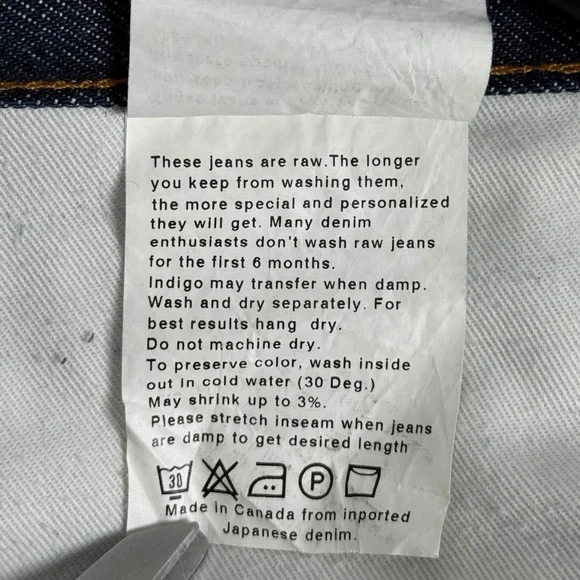 These jeans are raw.The longer
you keep from washing them,
the more special and personalized
they will get. Many denim
enthusiasts don't wash raw jeans
for the first 6 months.
Indigo may transfer when damp.
Wash and dry separately. For
best results hang dry.
Do not machine dry.
To preserve color, wash inside
out in cold water (30 Deg.)
May shrink up to 3%.
Please stretch inseam when jeans
are damp to get desired length
30 P
Made in Canada from inported
Japanese denim.